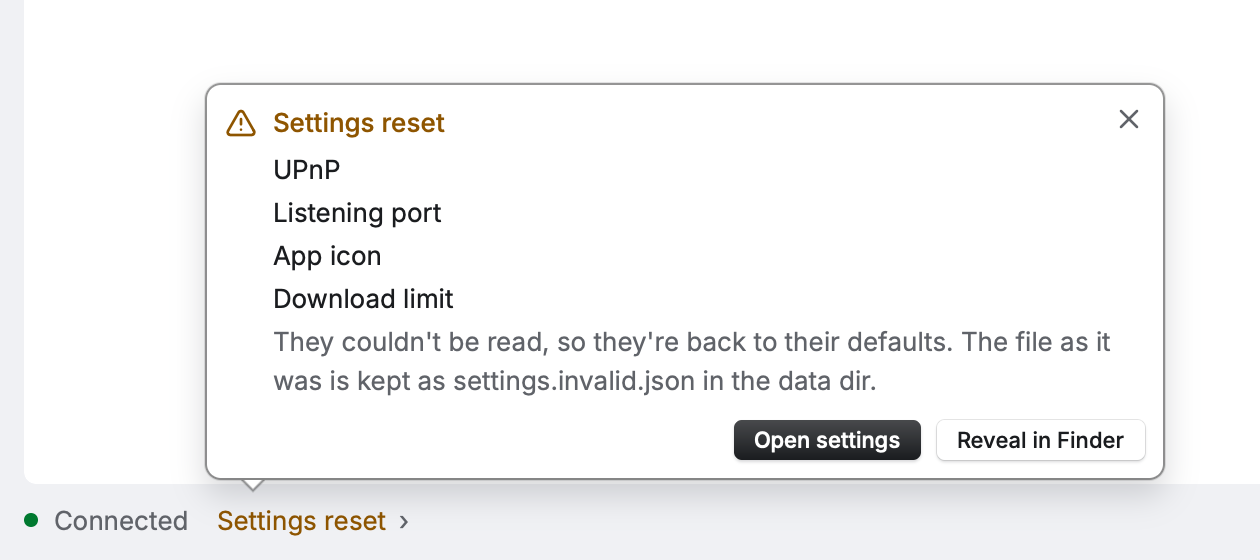 Settings reset
UPnP
Listening port
App icon
Download limit
They couldn't be read, so they're back to their defaults. The file as it
was is kept as settings.invalid.json in the data dir.
Open settings
Reveal in Finder
Connected
Settings reset ›